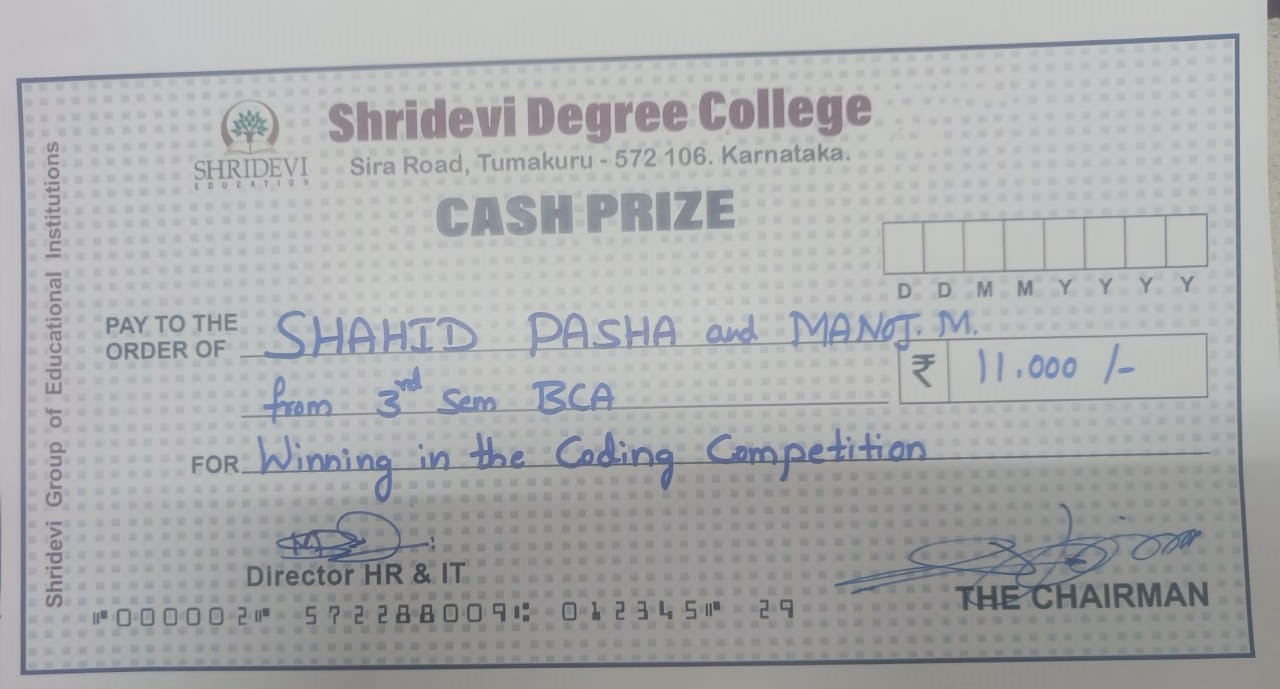 Shridevi Group of Educational Institutions
SHRIDEVI
EDUCATION
Shridevi Degree College
Sira Road, Tumakuru - 572 106. Karnataka.
CASH PRIZE
D D M M Y Y Y Y
PAY TO THE
ORDER OF SHAHID PASHA and MANOJ. M.
₹ 11.000 /-
from 3rd Sem BCA
FOR Winning in the Coding Competition
Director HR & IT
THE CHAIRMAN
⑈000002⑈ 572288009⑆ 012345⑈ 29